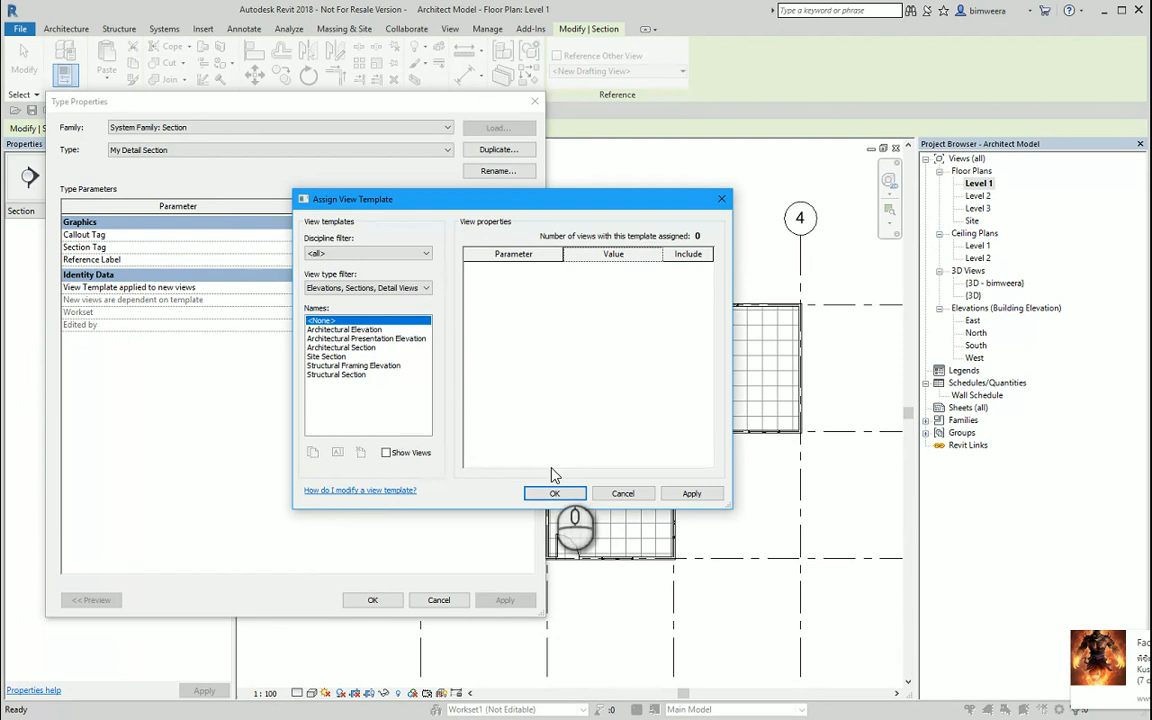 Autodesk Revit 2018 - Not For Resale Version - Architect Model - Floor Plan: Level 1
Type a keyword or phrase
bimweera
File Architecture Structure Systems Insert Annotate Analyze Massing & Site Collaborate View Manage Add-Ins Modify | Section
Modify
Paste
Cope
Cut
Join
Reference Other View
<New Drafting View>
Select
Reference
Type Properties
Modify | S
Family: System Family: Section Load...
Type: My Detail Section Duplicate...
Rename...
Properties
Section
Type Parameters
Parameter
Graphics
Callout Tag
Section Tag
Reference Label
Identity Data
View Template applied to new views
New views are dependent on template
Workset
Edited by
<< Preview OK Cancel Apply
Properties help Apply
Assign View Template
View templates
Discipline filter:
<all>
View type filter:
Elevations, Sections, Detail Views
Names:
<None>
Architectural Elevation
Architectural Presentation Elevation
Architectural Section
Site Section
Structural Framing Elevation
Structural Section
Show Views
How do I modify a view template?
View properties
Number of views with this template assigned: 0
Parameter Value Include
OK Cancel Apply
4
Project Browser - Architect Model
Views (all)
Floor Plans
Level 1
Level 2
Level 3
Site
Ceiling Plans
Level 1
Level 2
3D Views
{3D - bimweera}
{3D}
Elevations (Building Elevation)
East
North
South
West
Legends
Schedules/Quantities
Wall Schedule
Sheets (all)
Families
Groups
Revit Links
1 : 100
Ready
Workset1 (Not Editable)
:0
Main Model